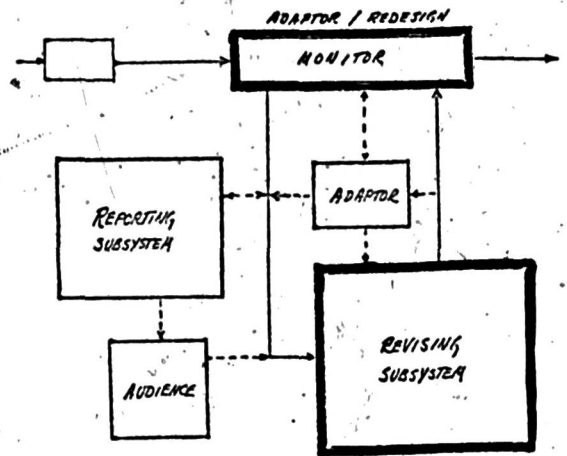 ADAPTOR / REDESIGN
MONITOR
ADAPTOR
REPORTING
SUBSYSTEM
REVISING
SUBSYSTEM
AUDIENCE